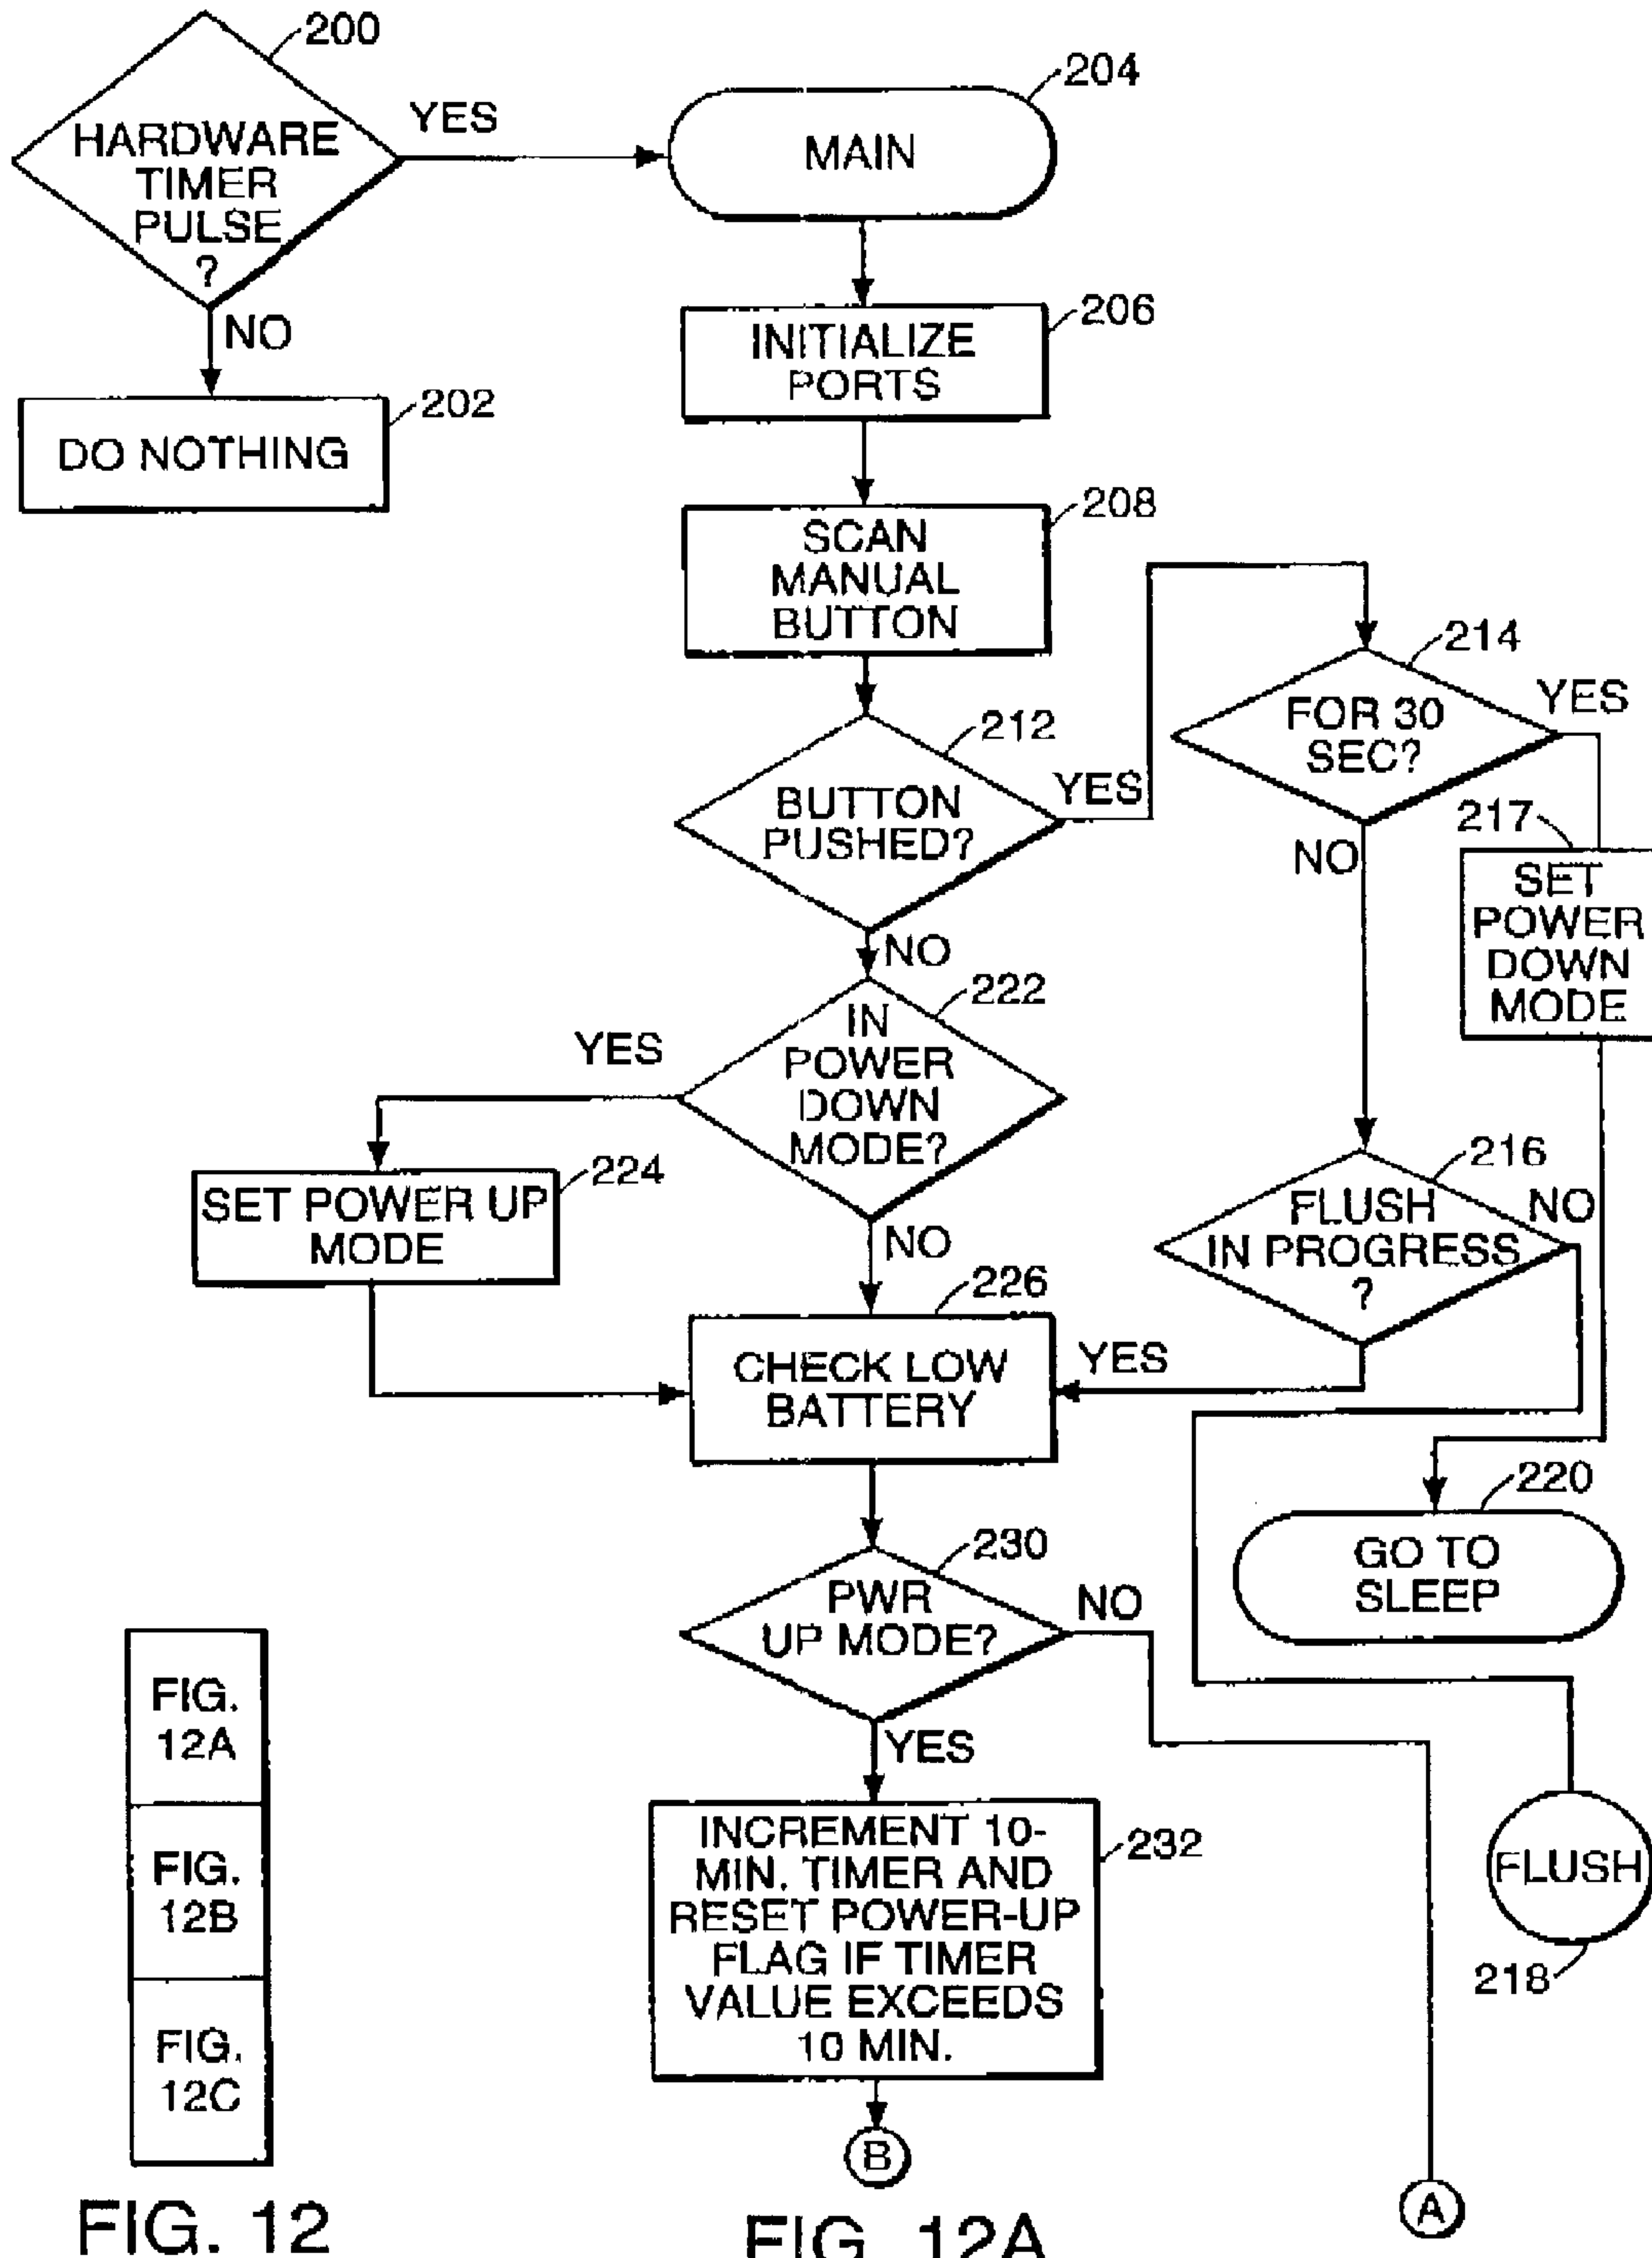 200
HARDWARE
TIMER
PULSE
?
YES
NO
202
DO NOTHING
204
MAIN
206
INITIALIZE
PORTS
208
SCAN
MANUAL
BUTTON
212
BUTTON
PUSHED?
YES
NO
214
FOR 30
SEC?
YES
NO
217
SET
POWER
DOWN
MODE
222
IN
POWER
DOWN
MODE?
YES
NO
224
SET POWER UP
MODE
216
FLUSH
IN PROGRESS
?
NO
YES
226
CHECK LOW
BATTERY
220
GO TO
SLEEP
230
PWR
UP MODE?
NO
YES
232
INCREMENT 10-
MIN. TIMER AND
RESET POWER-UP
FLAG IF TIMER
VALUE EXCEEDS
10 MIN.
FLUSH
218
B
A
FIG.
12A
FIG.
12B
FIG.
12C
FIG. 12
FIG. 12A